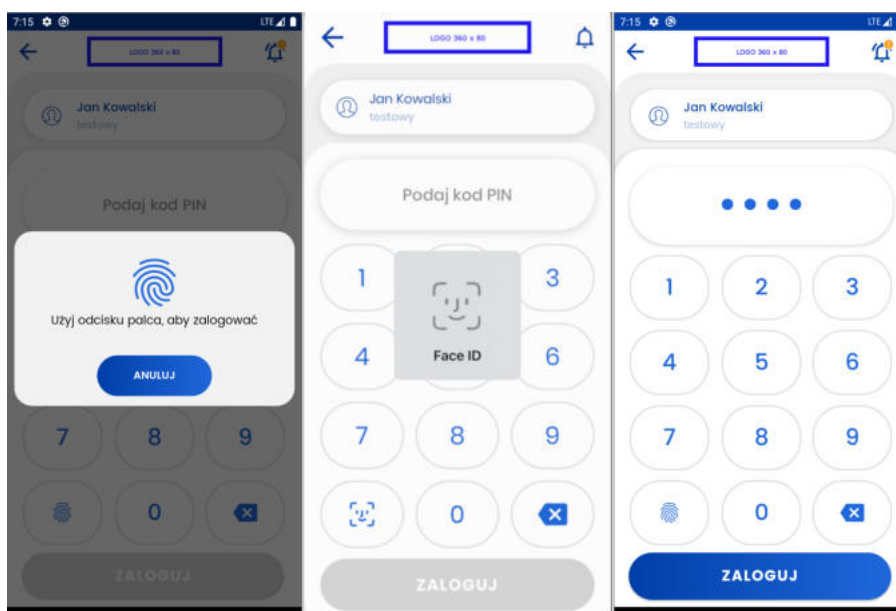 7:15
LTE
LOGO 360 x 80
Jan Kowalski
testowy
Podaj kod PIN
Użyj odcisku palca, aby zalogować
ANULUJ
7 8 9
0
ZALOGUJ
LOGO 360 x 80
Jan Kowalski
testowy
Podaj kod PIN
1 3
4 Face ID 6
7 8 9
0
ZALOGUJ
7:15
LTE
LOGO 360 x 80
Jan Kowalski
testowy
1 2 3
4 5 6
7 8 9
0
ZALOGUJ